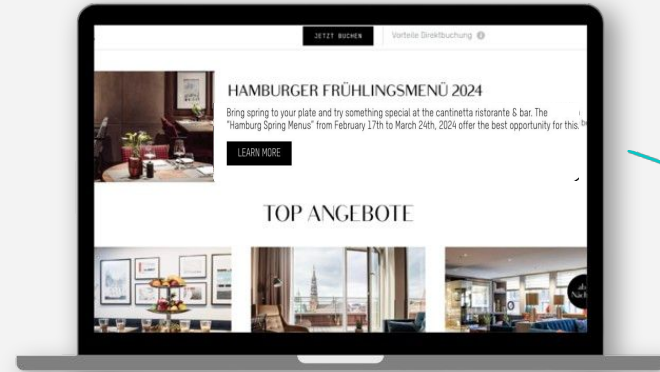 JETZT BUCHEN
Vorteile Direktbuchung
HAMBURGER FRÜHLINGSMENÜ 2024
Bring spring to your plate and try something special at the cantinetta ristorante & bar. The
"Hamburg Spring Menus" from February 17th to March 24th, 2024 offer the best opportunity for this.
LEARN MORE
TOP ANGEBOTE